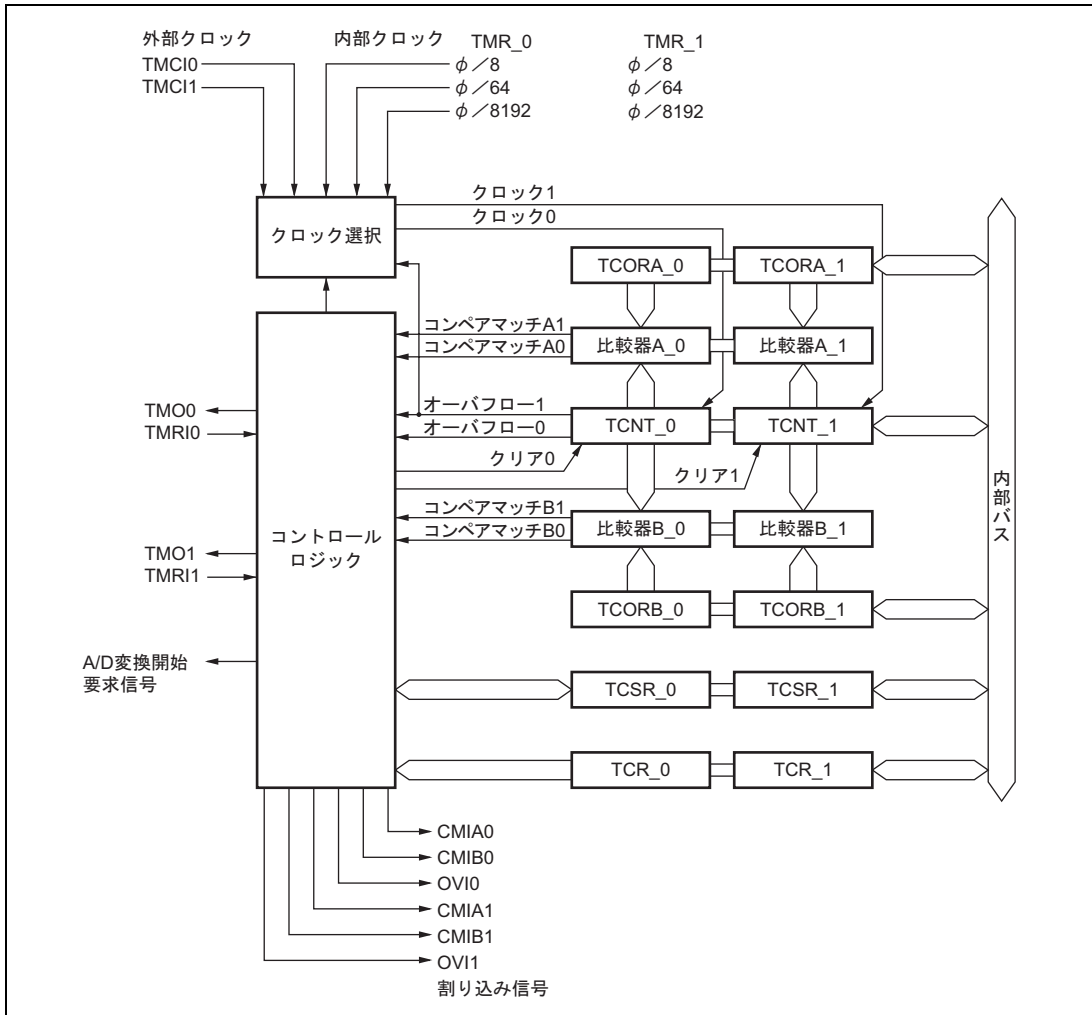 外部クロック 内部クロック TMR_0 TMR_1
TMCI0 φ／8 φ／8
TMCI1 φ／64 φ／64
φ／8192 φ／8192
クロック1
クロック0
クロック選択
TCORA_0 TCORA_1
コンペアマッチA1
コンペアマッチA0
比較器A_0 比較器A_1
オーバフロー1
オーバフロー0
TCNT_0 TCNT_1
TMO0
TMRI0
クリア0
クリア1
コンペアマッチB1
コンペアマッチB0
比較器B_0 比較器B_1
コントロール
ロジック
内部バス
TMO1
TMRI1
TCORB_0 TCORB_1
A/D変換開始
要求信号
TCSR_0 TCSR_1
TCR_0 TCR_1
CMIA0
CMIB0
OVI0
CMIA1
CMIB1
OVI1
割り込み信号